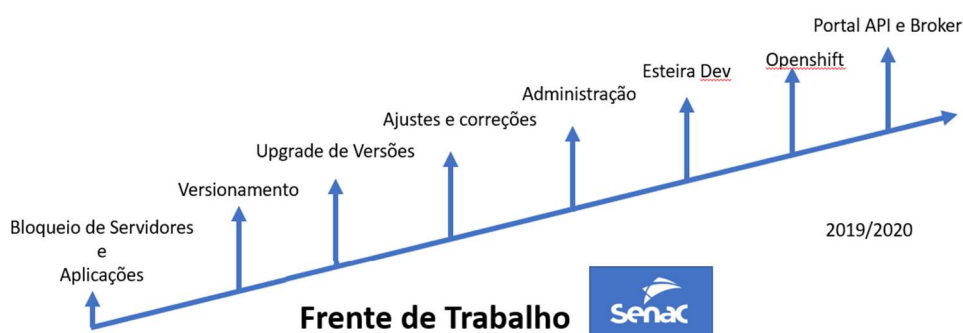 Portal API e Broker
Openshift
Esteira Dev
Administração
Ajustes e correções
Upgrade de Versões
Versionamento
Bloqueio de Servidores
e
Aplicações
2019/2020
Frente de Trabalho
Senac